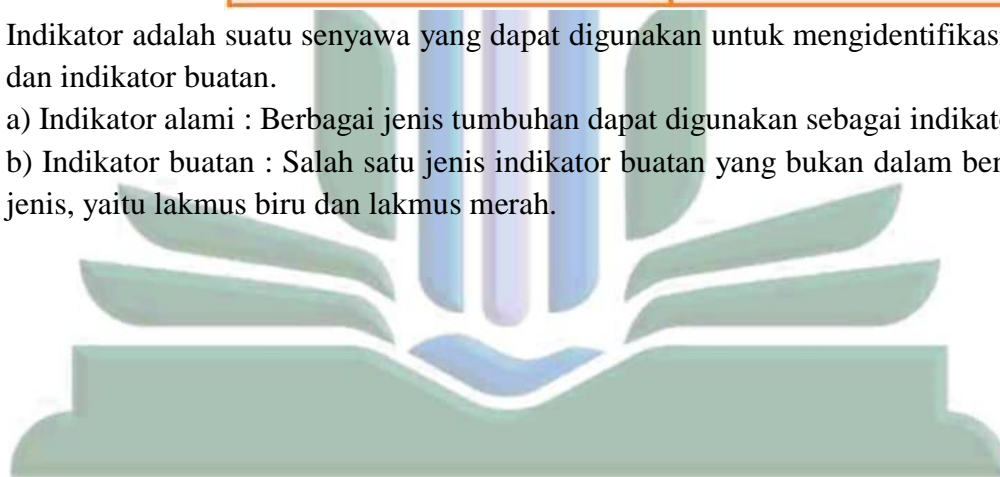 Indikator adalah suatu senyawa yang dapat digunakan untuk mengidentifikas
dan indikator buatan.
a) Indikator alami : Berbagai jenis tumbuhan dapat digunakan sebagai indikat
b) Indikator buatan : Salah satu jenis indikator buatan yang bukan dalam ben
jenis, yaitu lakmus biru dan lakmus merah.